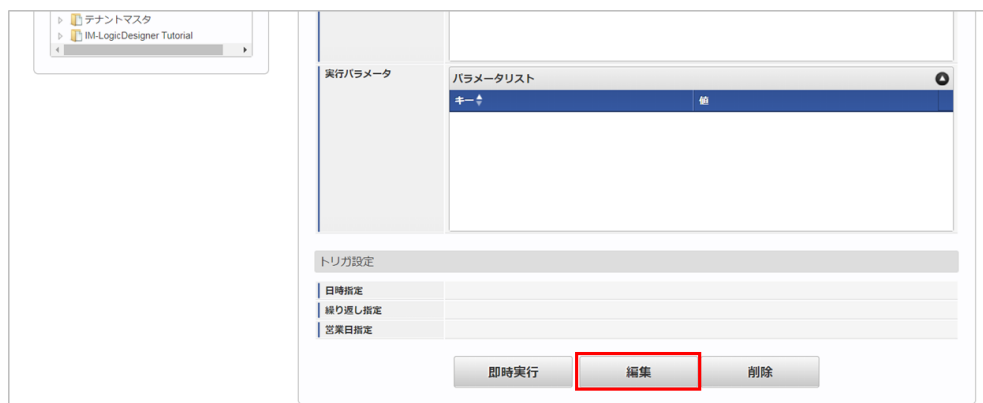 テナントマスタ
IM-LogicDesigner Tutorial
実行パラメータ
パラメータリスト
キー 値
トリガ設定
日時指定
繰り返し指定
営業日指定
即時実行 編集 削除